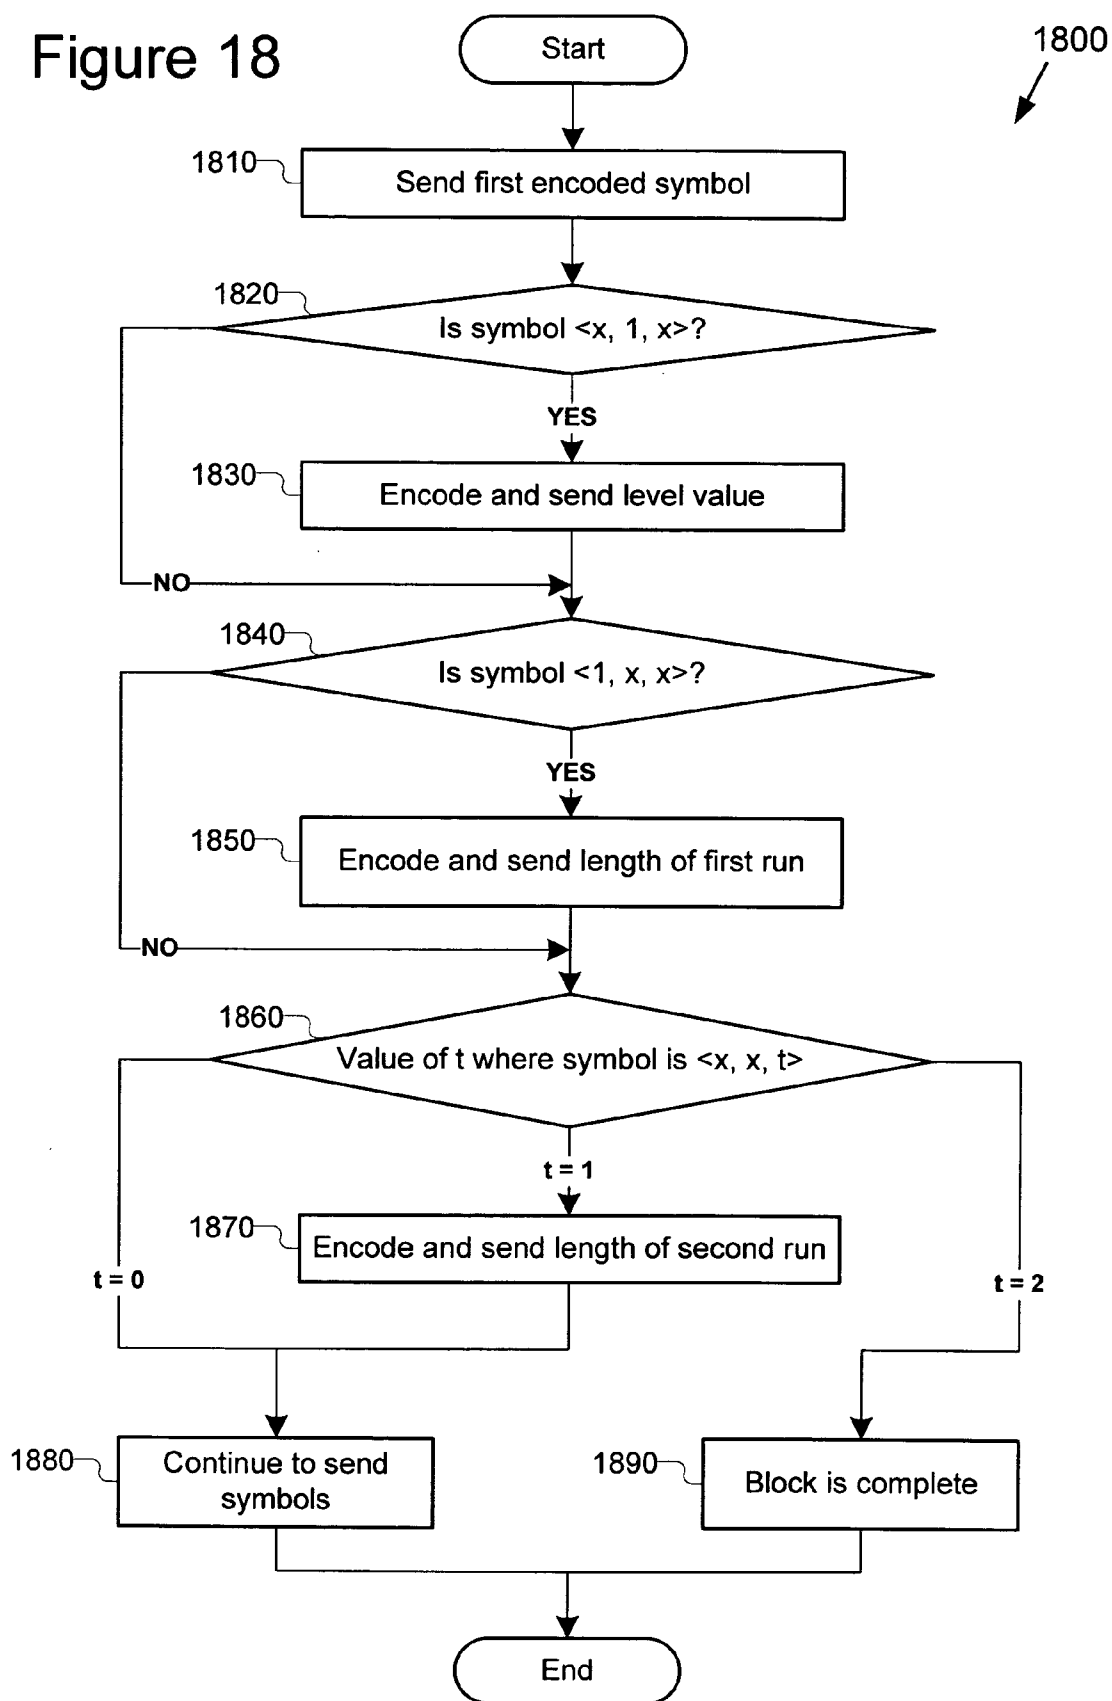 Figure 18
Start
1800
1810
Send first encoded symbol
1820
Is symbol <x, 1, x>?
YES
1830
Encode and send level value
NO
1840
Is symbol <1, x, x>?
YES
1850
Encode and send length of first run
NO
1860
Value of t where symbol is <x, x, t>
t = 1
1870
Encode and send length of second run
t = 0
t = 2
1880
Continue to send
symbols
1890
Block is complete
End